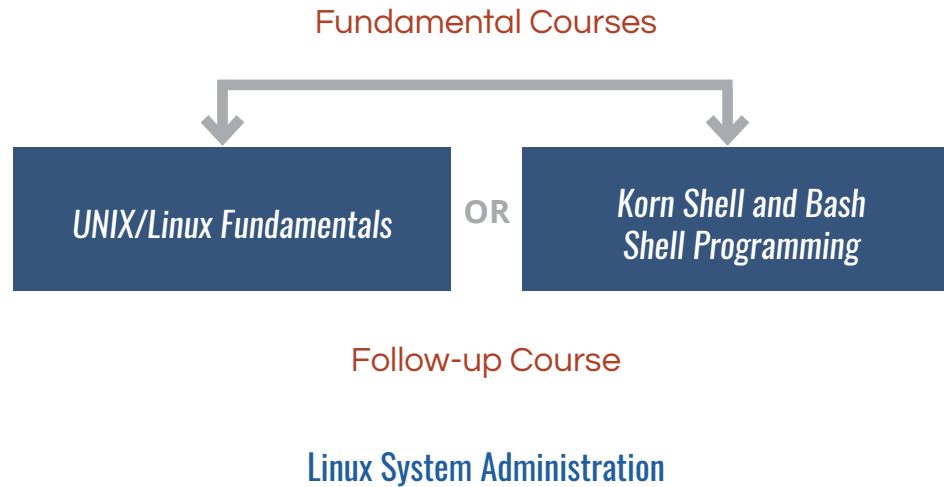 Fundamental Courses
UNIX/Linux Fundamentals
OR
Korn Shell and Bash
Shell Programming
Follow-up Course
Linux System Administration